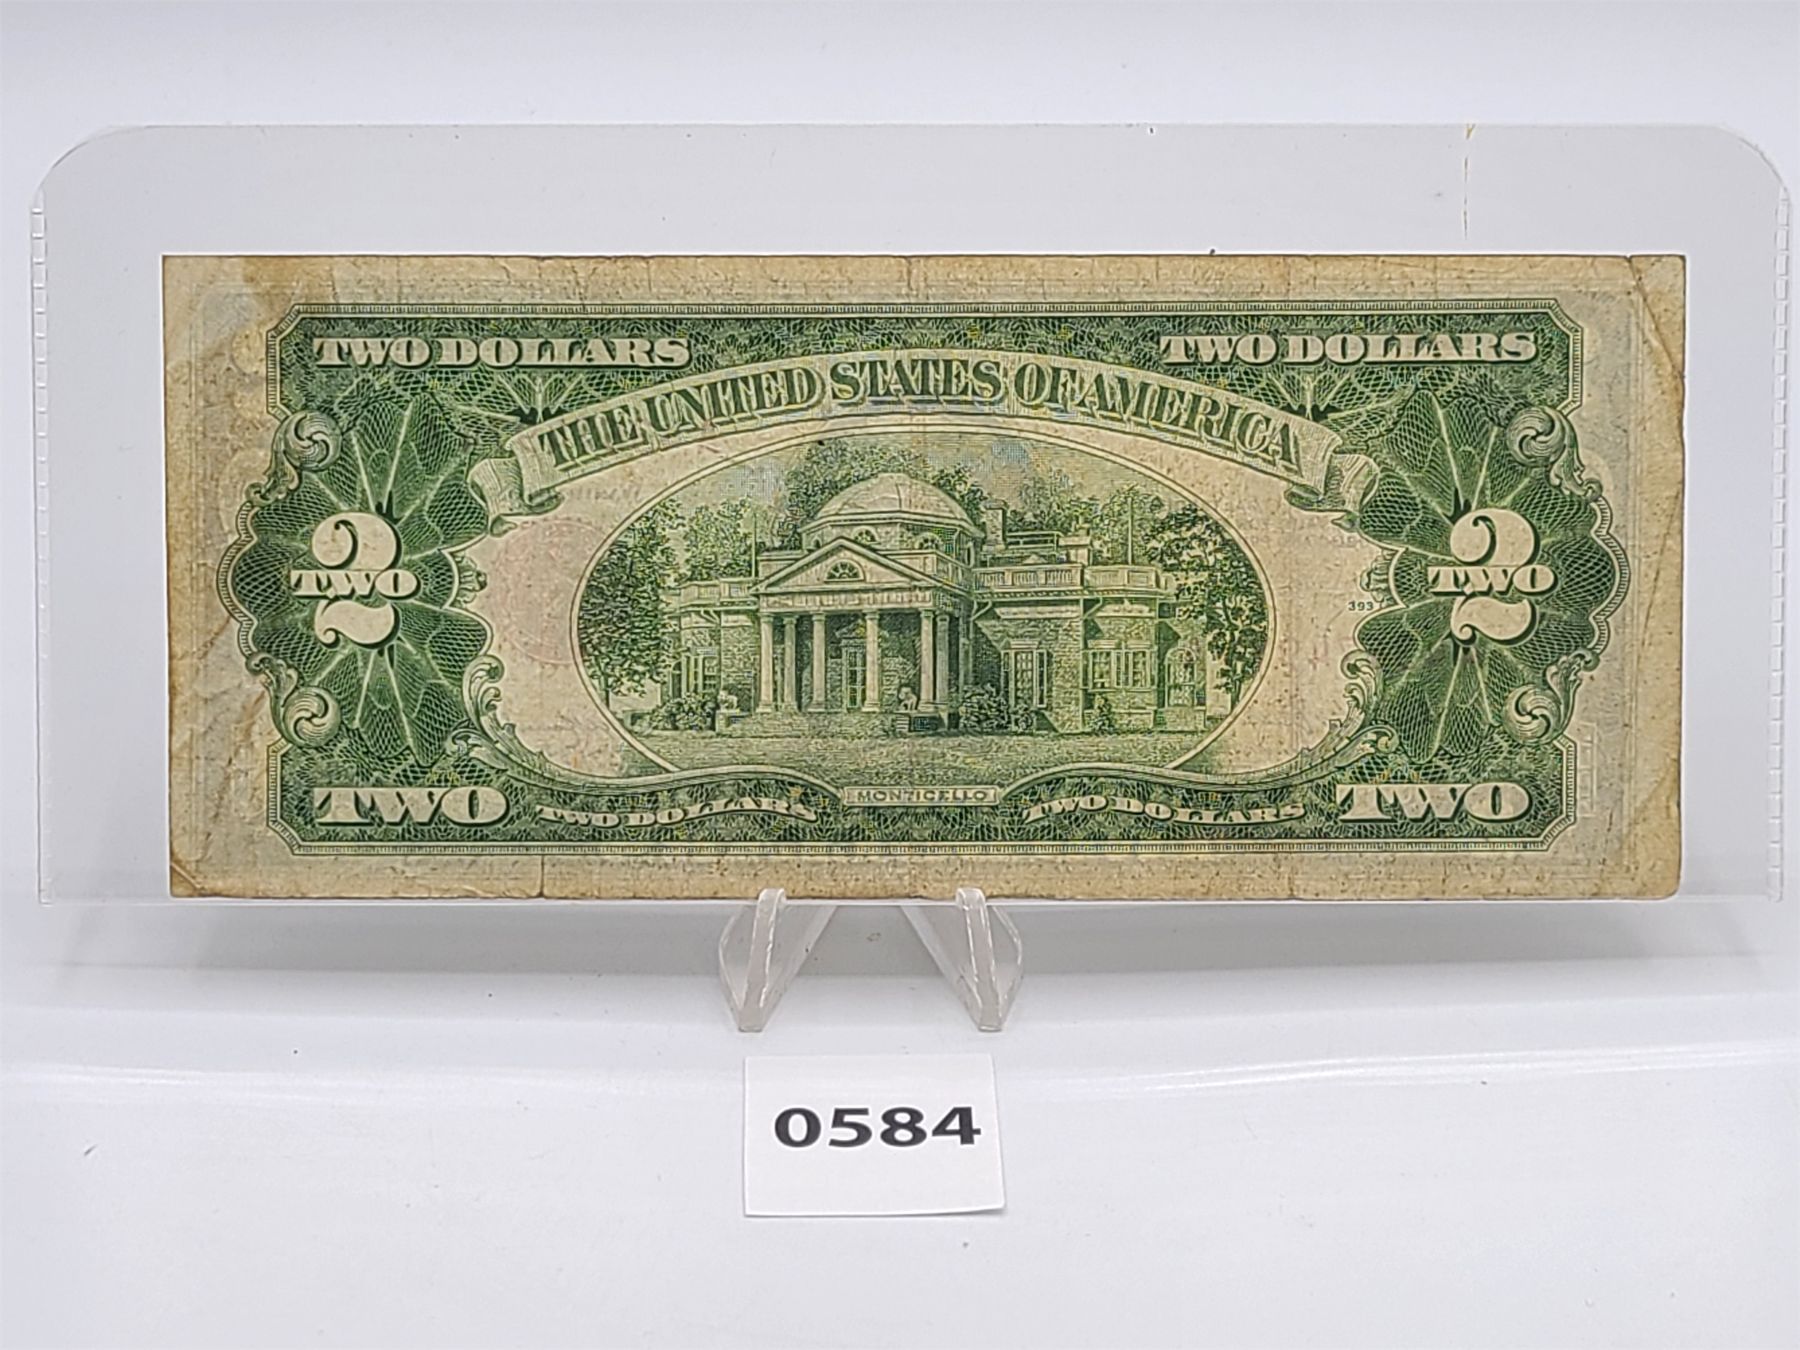 TWO DOLLARS TWO DOLLARS
THE UNITED STATES OF AMERICA
2 2
TWO TWO
393
TWO TWO DOLLARS MONTICELLO TWO DOLLARS TWO
0584